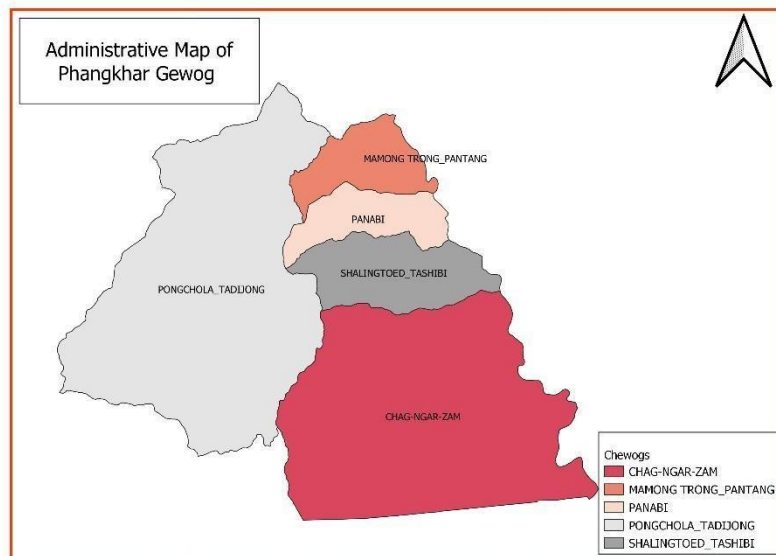 Administrative Map of
Phangkhar Gewog
MAMONG TRONG_PANTANG
PANABI
SHALINGTOED_TASHIBI
PONGCHOLA_TADIJONG
CHAG-NGAR-ZAM
Chewogs
CHAG-NGAR-ZAM
MAMONG TRONG_PANTANG
PANABI
PONGCHOLA_TADIJONG
SHALINGTOED_TASHIBI